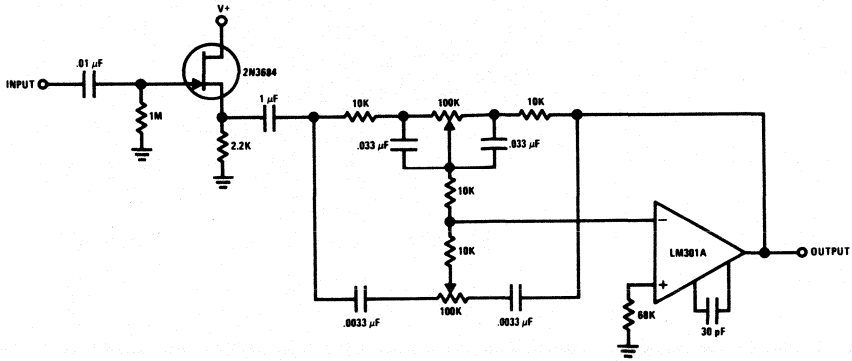 V+
.01 µF
INPUT
2N3684
1M
1 µF
2.2K
10K
100K
10K
.033 µF
.033 µF
10K
10K
.0033 µF
100K
.0033 µF
−
LM301A
+
OUTPUT
68K
30 pF